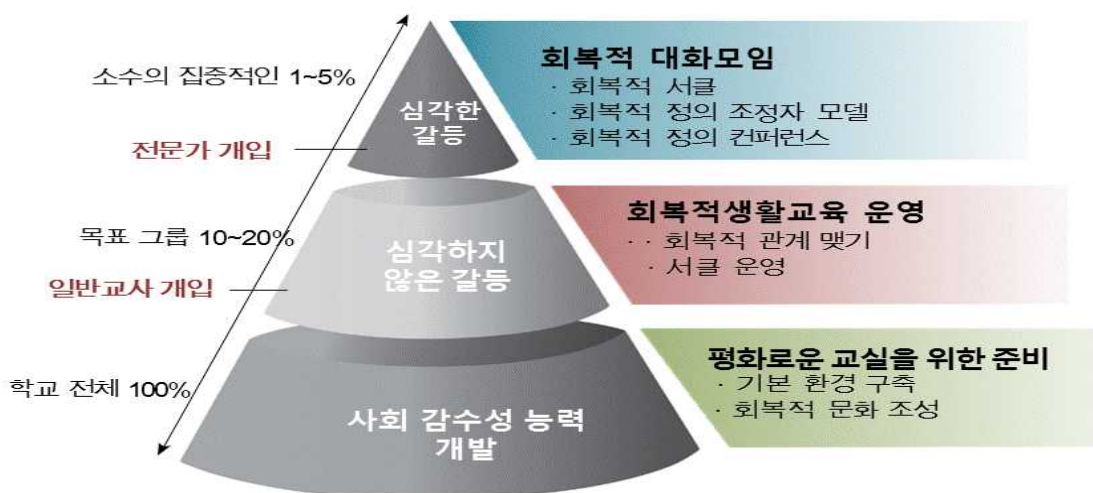 소수의 집중적인 1~5%
전문가 개입
목표 그룹 10~20%
일반교사 개입
학교 전체 100%
심각한
갈등
심각하지
않은 갈등
사회 감수성 능력
개발
회복적 대화모임
· 회복적 서클
· 회복적 정의 조정자 모델
· 회복적 정의 컨퍼런스
회복적생활교육 운영
· · 회복적 관계 맺기
· 서클 운영
평화로운 교실을 위한 준비
· 기본 환경 구축
· 회복적 문화 조성